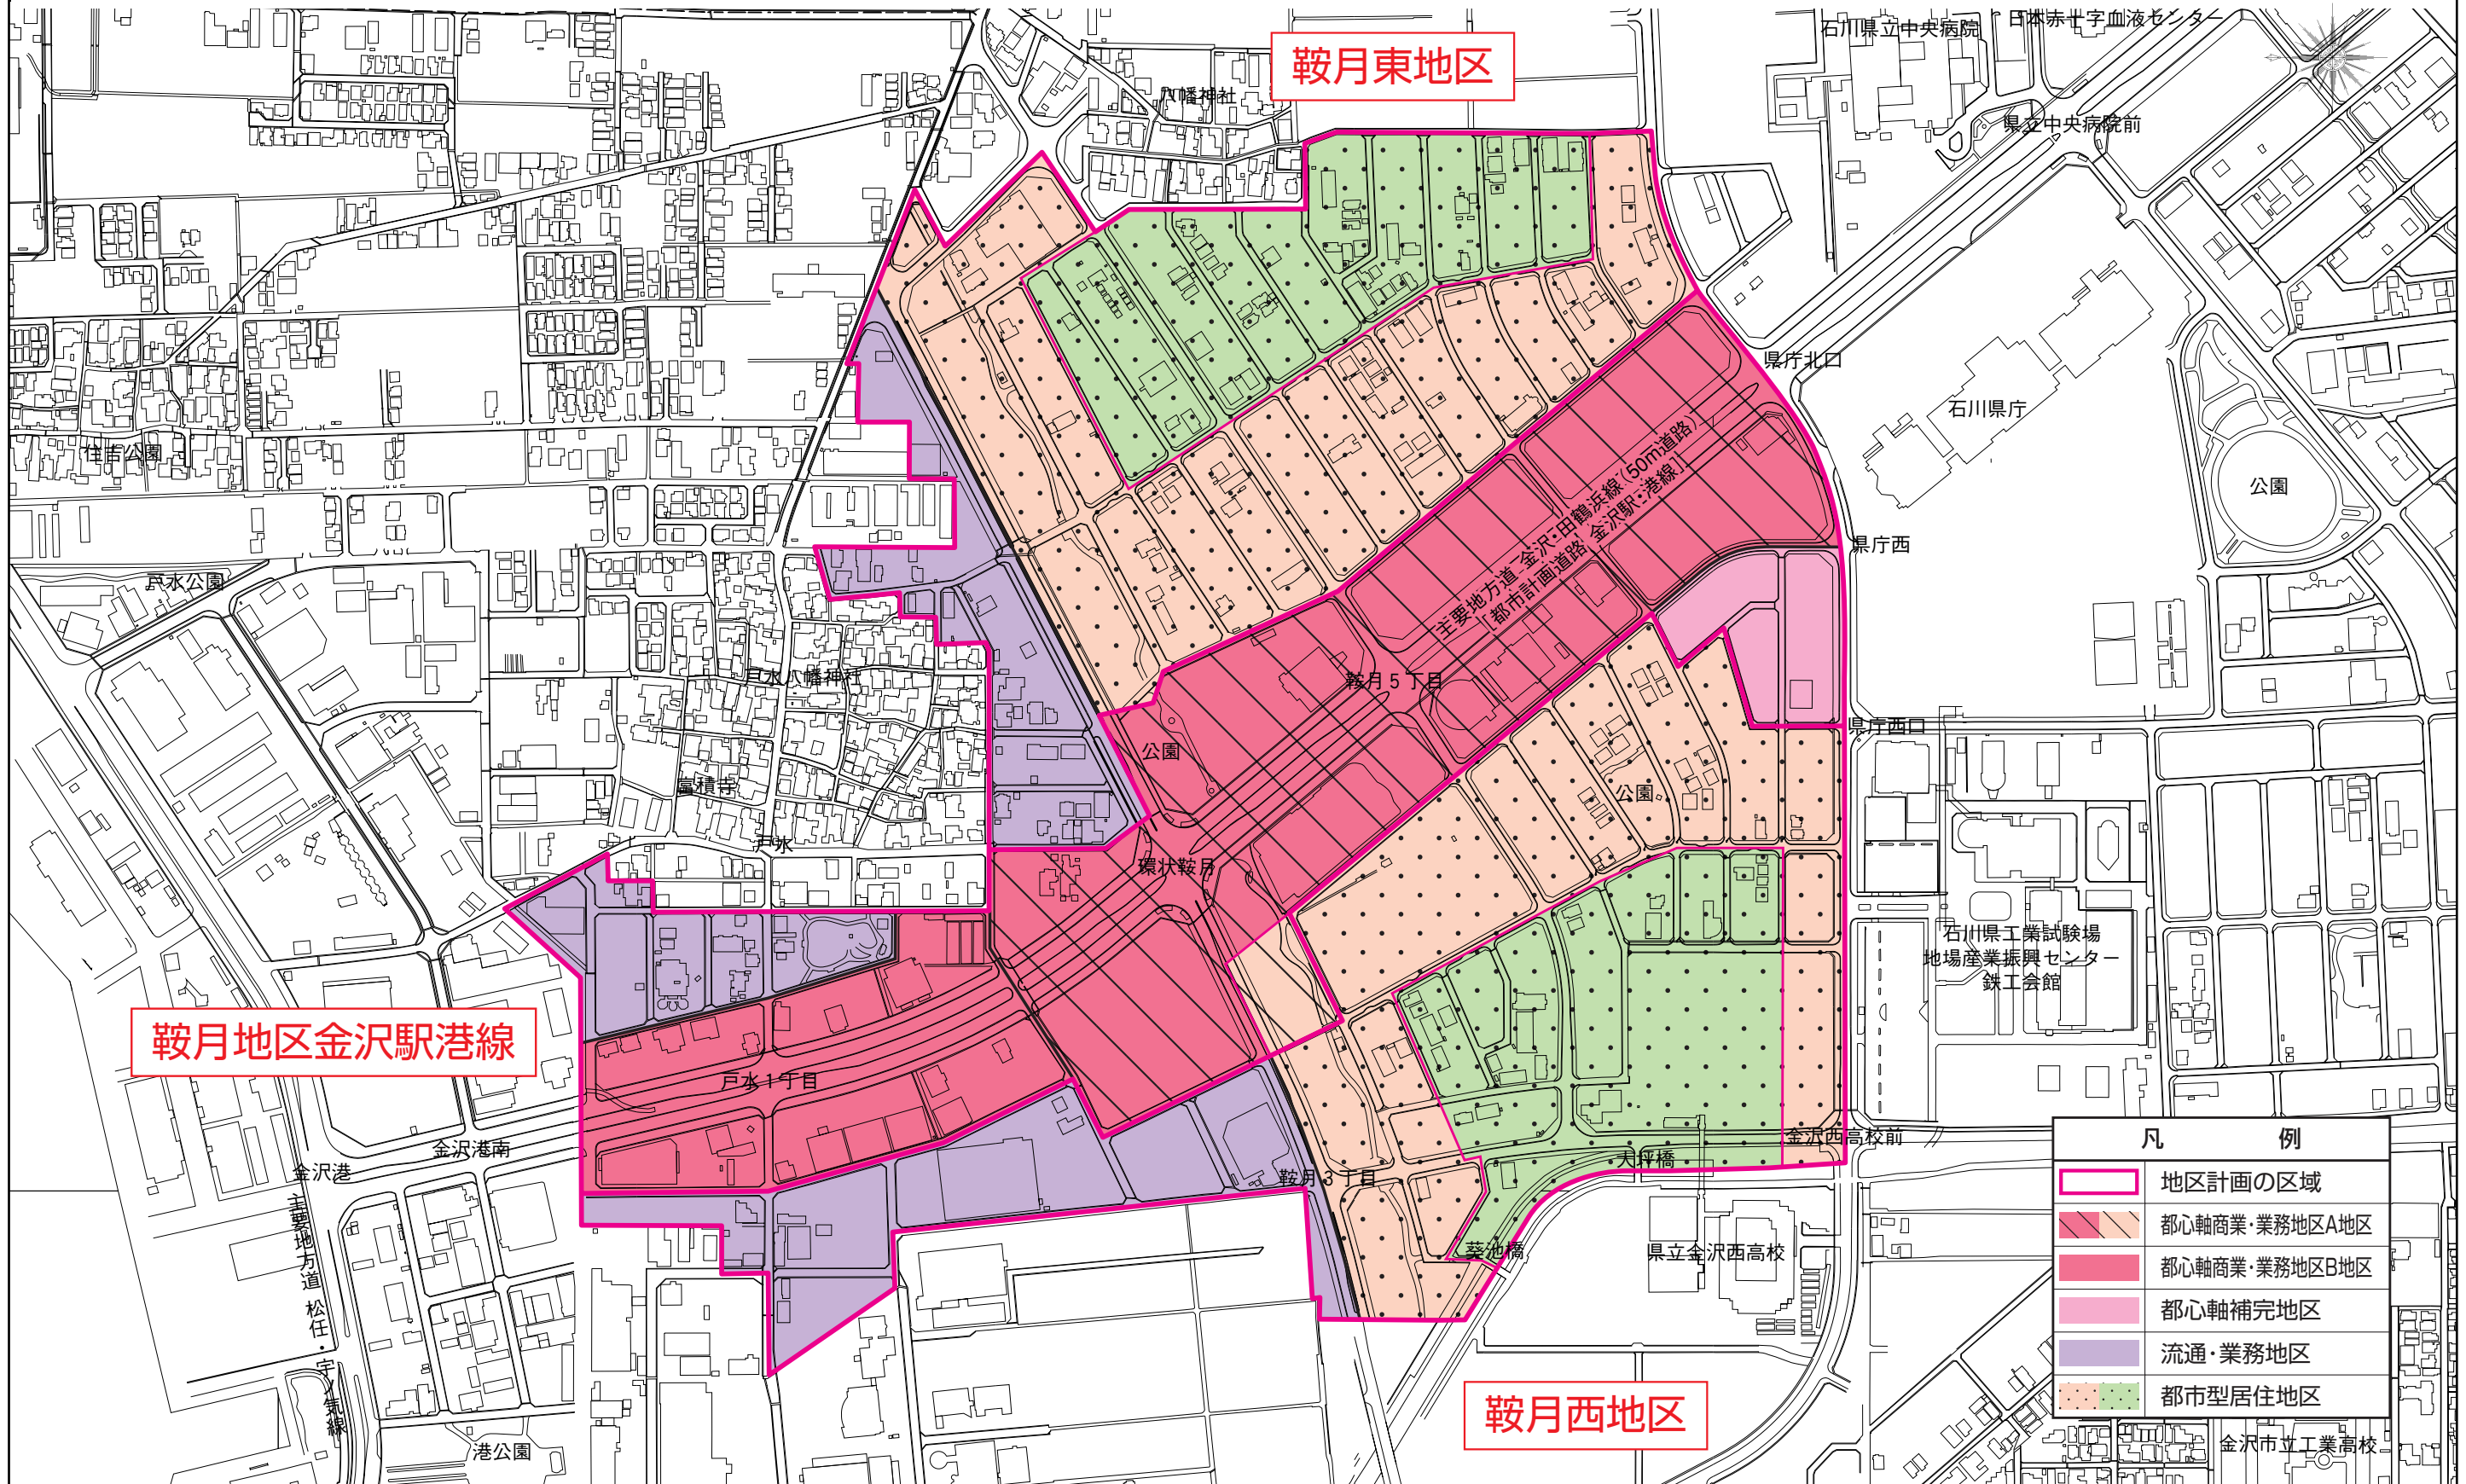 石川県立中央病院
日本赤十字血液センター
鞍月東地区
八幡神社
県立中央病院前
県庁北口
石川県庁
主要地方道 金沢・田鶴浜線(50m道路)
[都市計画道路 金沢駅・港線]
住吉公園
公園
県庁西
戸水公園
戸水八幡神社
鞍月5丁目
県庁西口
公園
富積寺
公園
戸水
環状鞍月
石川県工業試験場
地場産業振興センター
鉄工会館
鞍月地区金沢駅港線
戸水1丁目
金沢港南
金沢港
金沢西高校前
大坪橋
鞍月3丁目
主要地方道 松任・宇ノ気線
葵池橋
県立金沢西高校
鞍月西地区
港公園
凡 例
地区計画の区域
都心軸商業・業務地区A地区
都心軸商業・業務地区B地区
都心軸補完地区
流通・業務地区
都市型居住地区
金沢市立工業高校